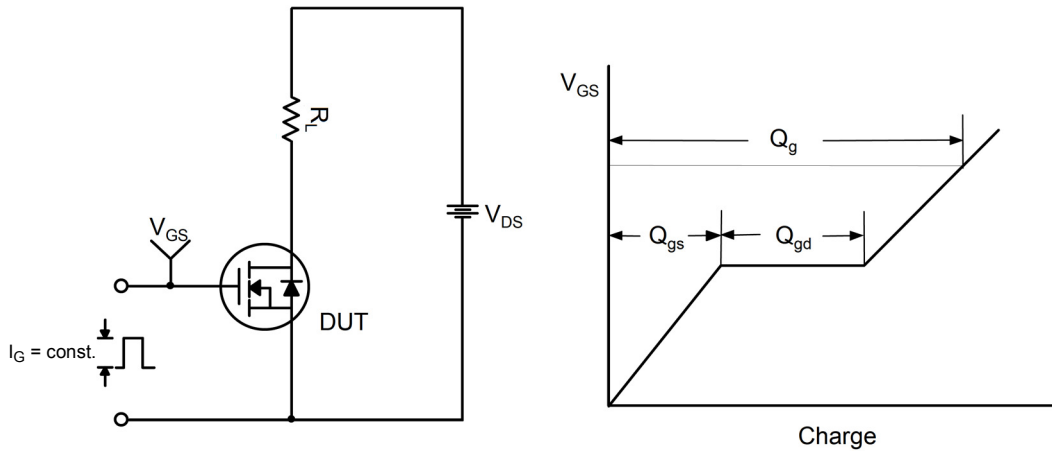 R_L
V_GS
V_DS
DUT
I_G = const.
V_GS
Q_g
Q_gs
Q_gd
Charge